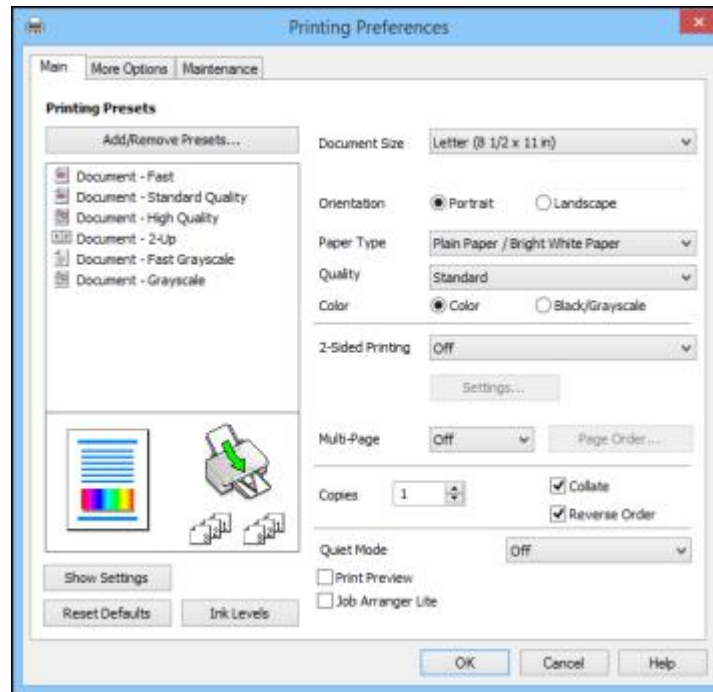 Printing Preferences
Main
More Options
Maintenance
Printing Presets
Add/Remove Presets...
Document - Fast
Document - Standard Quality
Document - High Quality
Document - 2-Up
Document - Fast Grayscale
Document - Grayscale
Show Settings
Reset Defaults
Ink Levels
Document Size
Letter (8 1/2 x 11 in)
Orientation
Portrait
Landscape
Paper Type
Plain Paper / Bright White Paper
Quality
Standard
Color
Color
Black/Grayscale
2-Sided Printing
Off
Settings...
Multi-Page
Off
Page Order...
Copies
1
Collate
Reverse Order
Quiet Mode
Off
Print Preview
Job Arranger Lite
OK
Cancel
Help